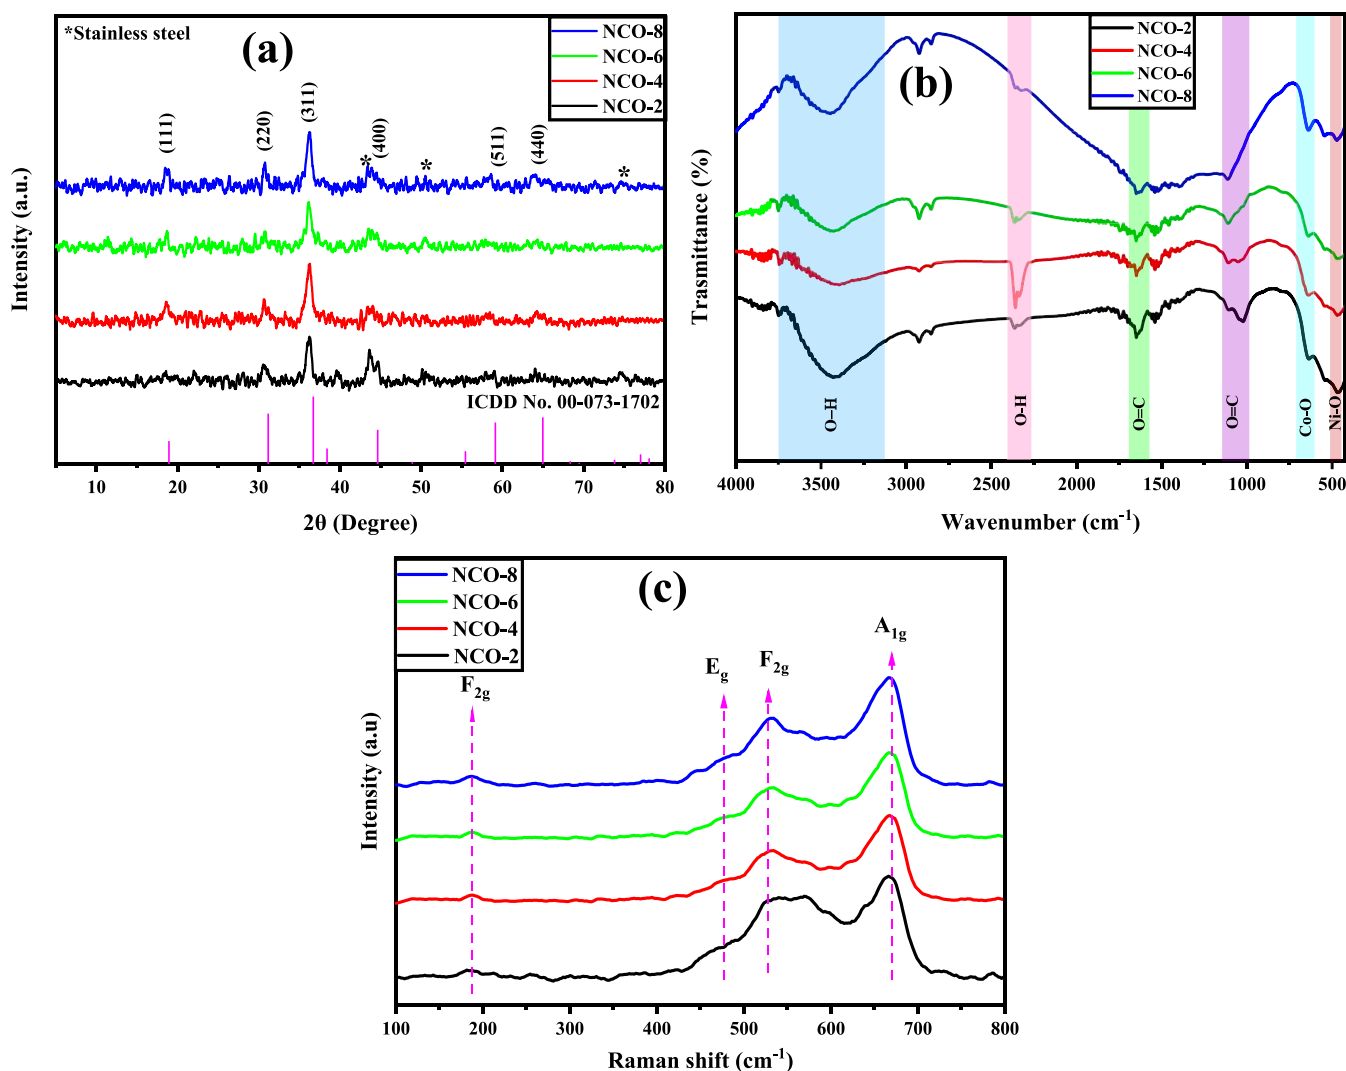 *Stainless steel
(a)
NCO-8
NCO-6
NCO-4
NCO-2
(111)
(220)
(311)
*
(400)
*
(511)
(440)
*
ICDD No. 00-073-1702
Intensity (a.u.)
10 20 30 40 50 60 70 80
2θ (Degree)
(b)
NCO-2
NCO-4
NCO-6
NCO-8
Trasmittance (%)
O–H
O-H
O=C
O=C
Co-O
Ni-O
4000 3500 3000 2500 2000 1500 1000 500
Wavenumber (cm⁻¹)
(c)
NCO-8
NCO-6
NCO-4
NCO-2
F₂g
Eg
F₂g
A₁g
Intensity (a.u)
100 200 300 400 500 600 700 800
Raman shift (cm⁻¹)